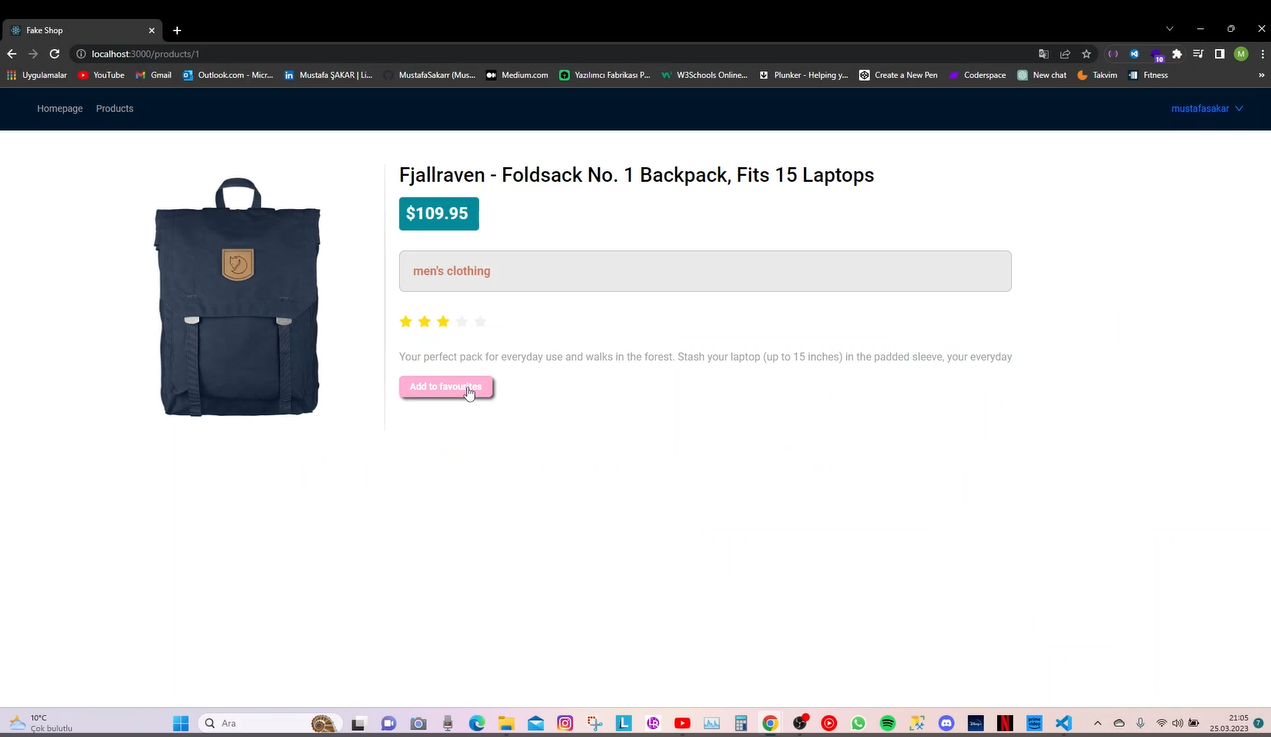 Fake Shop
localhost:3000/products/1
Uygulamalar YouTube Gmail Outlook.com - Micr... Mustafa ŞAKAR | Li... MustafaSakarr (Mus... Medium.com Yazılımcı Fabrikası P... W3Schools Online... Plunker - Helping y... Create a New Pen Coderspace New chat Takvim Fıtness »
Homepage Products mustafasakar
Fjallraven - Foldsack No. 1 Backpack, Fits 15 Laptops
$109.95
men's clothing
Your perfect pack for everyday use and walks in the forest. Stash your laptop (up to 15 inches) in the padded sleeve, your everyday
Add to favourites
10°C
Çok bulutlu
Ara
21:05
25.03.2023